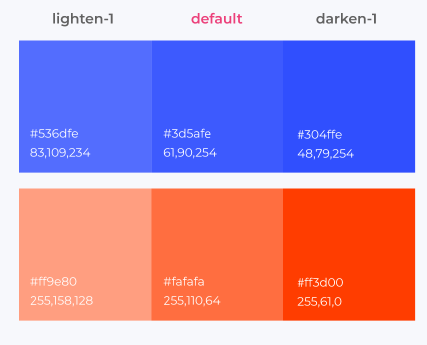 lighten-1 default darken-1
#536dfe #3d5afe #304ffe
83,109,234 61,90,254 48,79,254
#ff9e80 #fafafa #ff3d00
255,158,128 255,110,64 255,61,0